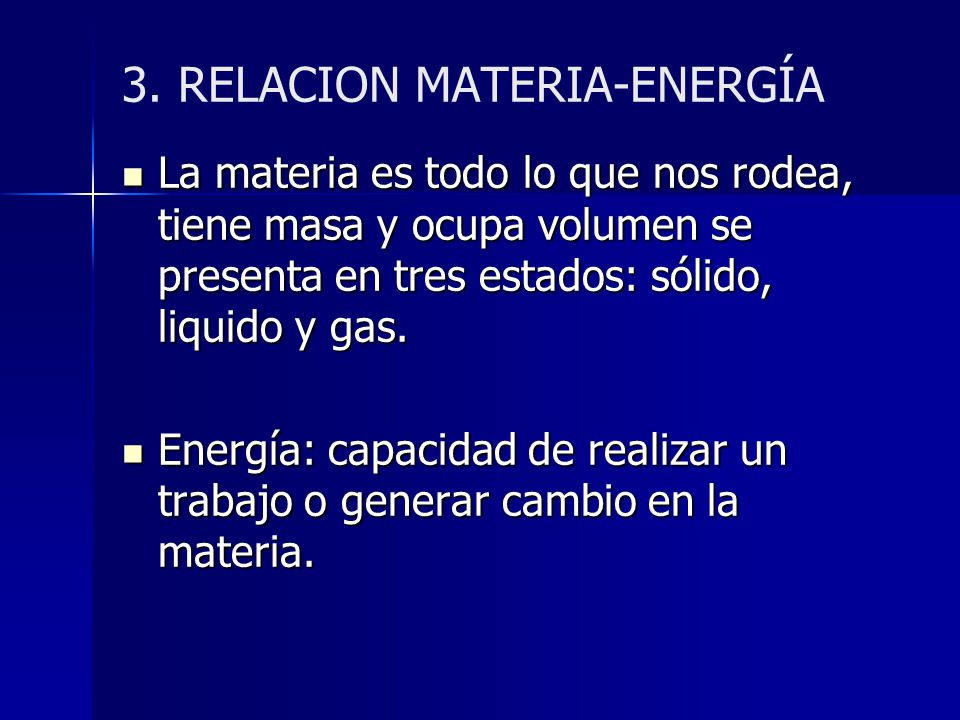 3. RELACION MATERIA-ENERGÍA
La materia es todo lo que nos rodea,
tiene masa y ocupa volumen se
presenta en tres estados: sólido,
liquido y gas.
Energía: capacidad de realizar un
trabajo o generar cambio en la
materia.